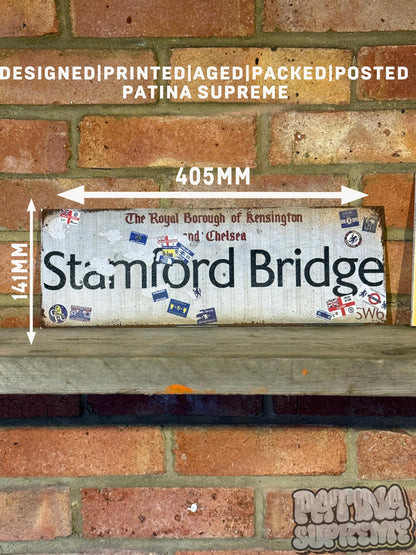 DESIGNED|PRINTED|AGED|PACKED|POSTED
PATINA SUPREME
405MM
141MM
The Royal Borough of Kensington
and Chelsea
Stamford Bridge
SW6
PATINA
SUPREME